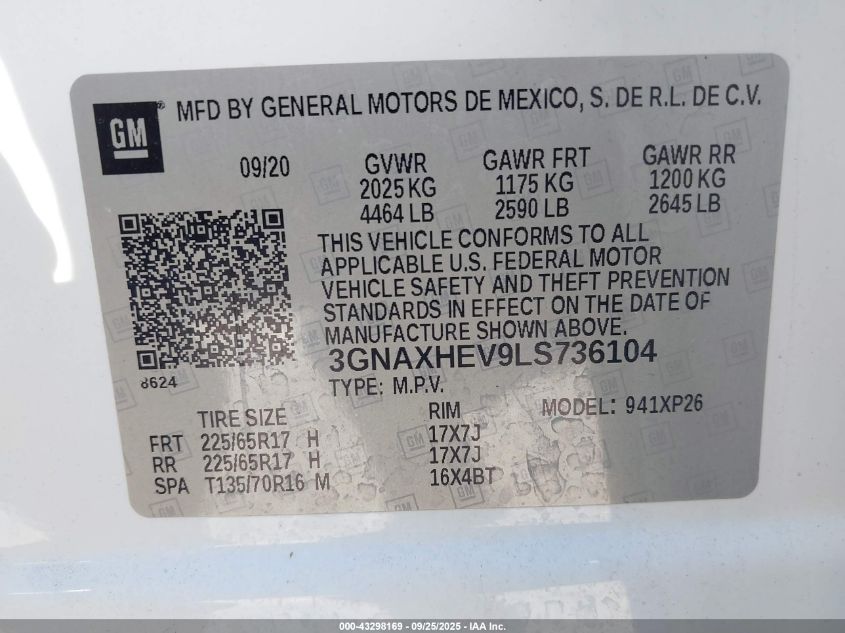 GM ® MFD BY GENERAL MOTORS DE MEXICO, S. DE R.L. DE C.V.
09/20 GVWR GAWR FRT GAWR RR
2025 KG 1175 KG 1200 KG
4464 LB 2590 LB 2645 LB
THIS VEHICLE CONFORMS TO ALL
APPLICABLE U.S. FEDERAL MOTOR
VEHICLE SAFETY AND THEFT PREVENTION
STANDARDS IN EFFECT ON THE DATE OF
MANUFACTURE SHOWN ABOVE.
3GNAXHEV9LS736104
8624 TYPE: M.P.V.
TIRE SIZE RIM MODEL: 941XP26
FRT 225/65R17 H 17X7J
RR 225/65R17 H 17X7J
SPA T135/70R16 M 16X4BT
000-43298169 - 09/25/2025 - IAA Inc.